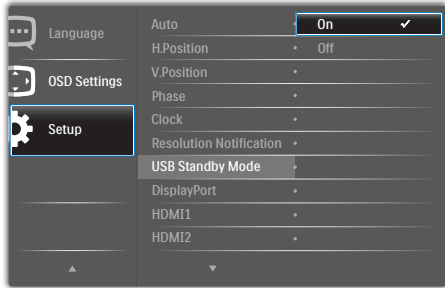 Language
OSD Settings
Setup
Auto
H.Position
V.Position
Phase
Clock
Resolution Notification
USB Standby Mode
DisplayPort
HDMI1
HDMI2
On
Off